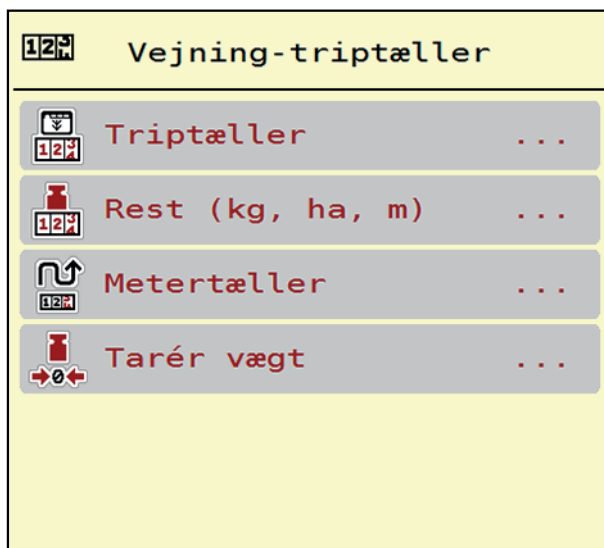 Vejning-triptæller
Triptæller ...
Rest (kg, ha, m) ...
Metertæller ...
Tarér vægt ...